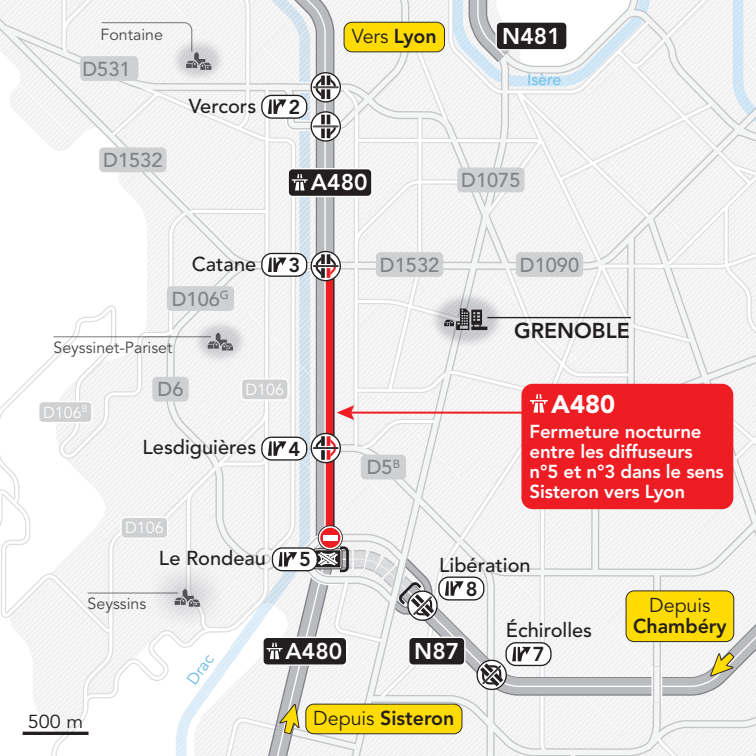 Fontaine
Vers Lyon
N481
D531
Isère
Vercors 2
D1532
A480
D1075
Catane 3
D1532
D1090
D106G
GRENOBLE
Seyssinet-Pariset
D6
D106
D106B
A480
Fermeture nocturne
entre les diffuseurs
n°5 et n°3 dans le sens
Sisteron vers Lyon
Lesdiguières 4
D5B
D106
Le Rondeau 5
Libération
8
Seyssins
Depuis
Chambéry
Échirolles
7
A480
N87
Drac
Depuis Sisteron
500 m